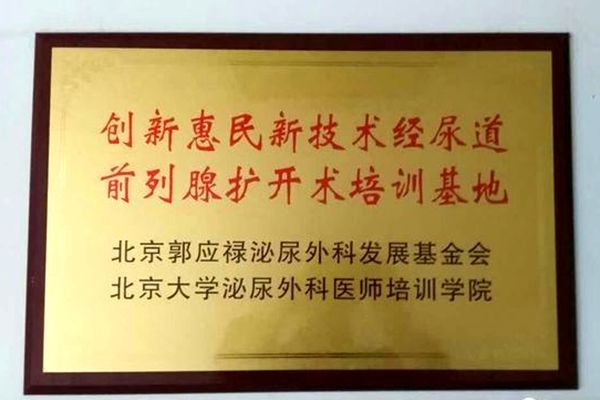 创新惠民新技术经尿道
前列腺扩开术培训基地
北京郭应禄泌尿外科发展基金会
北京大学泌尿外科医师培训学院